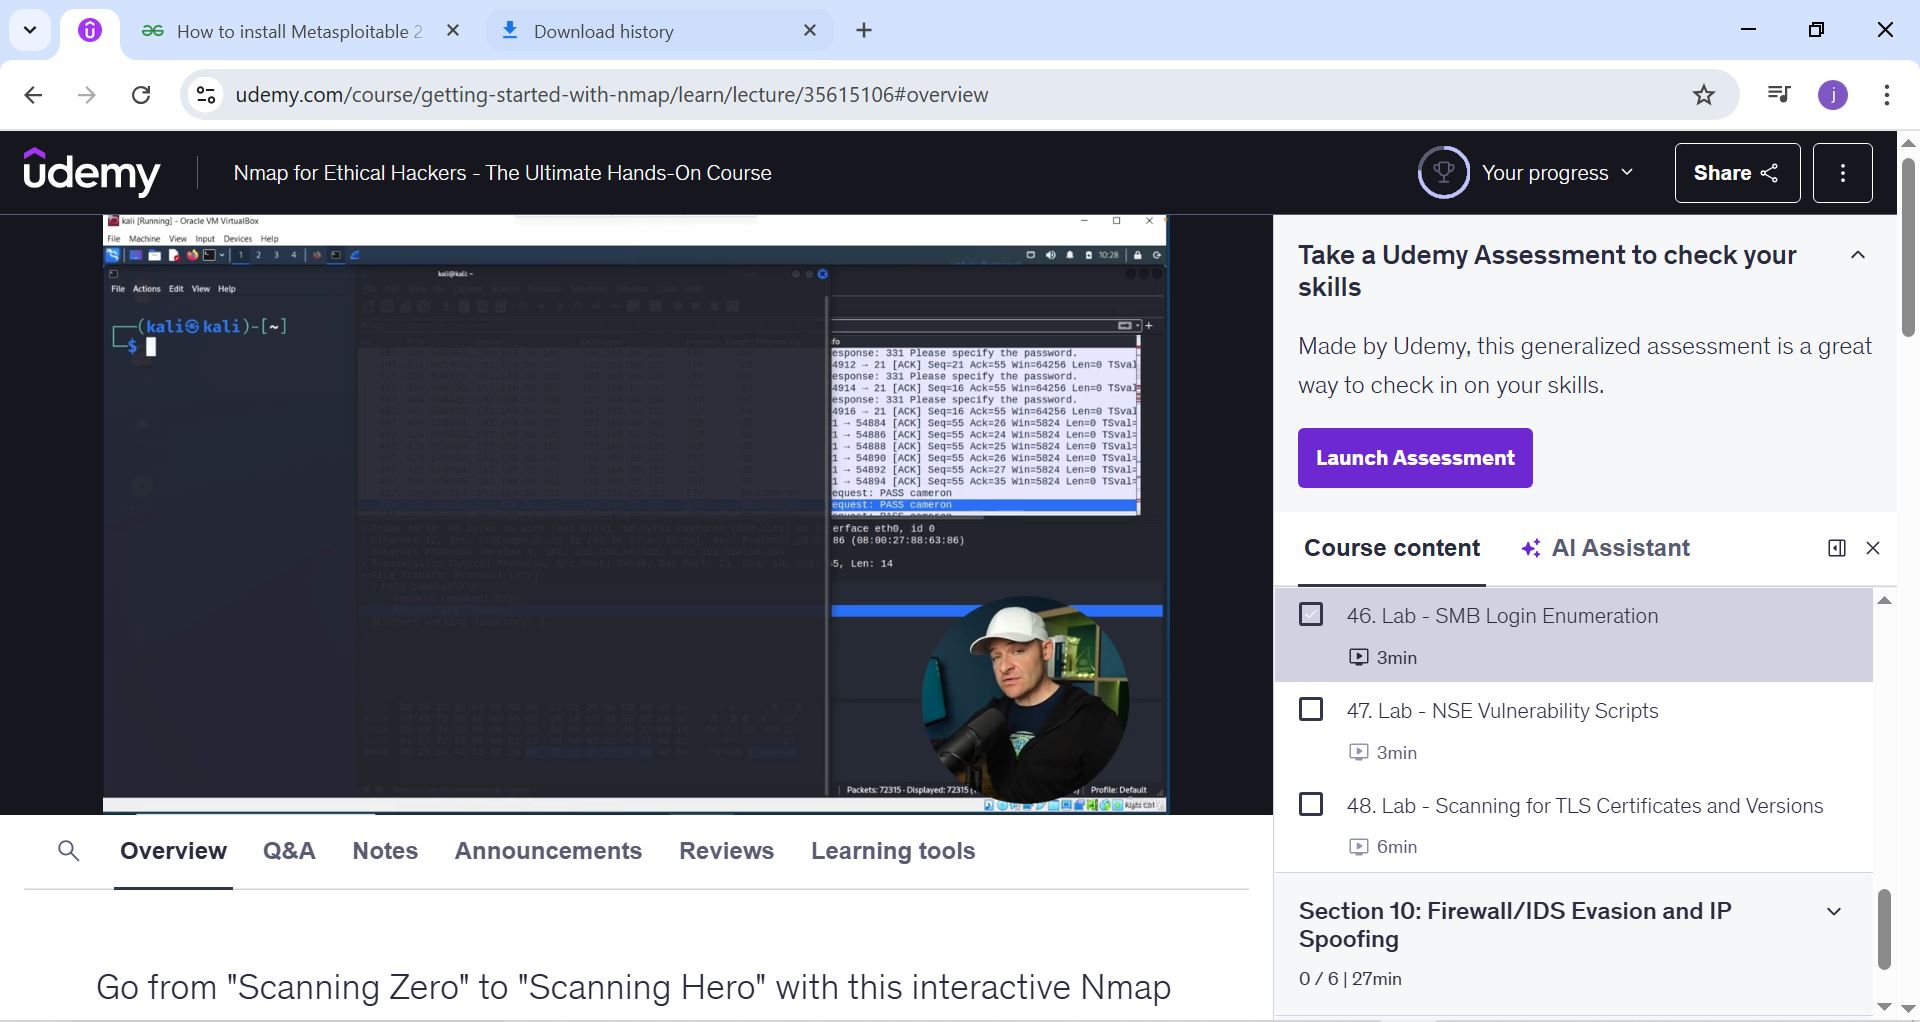 How to install Metasploitable 2
Download history
udemy.com/course/getting-started-with-nmap/learn/lecture/35615106#overview
j
udemy
Nmap for Ethical Hackers - The Ultimate Hands-On Course
Your progress
Share
kali [Running] - Oracle VM VirtualBox
File Machine View Input Devices Help
1 2 3 4
10:28
kali@kali: ~
File Actions Edit View Help
(kali㉿kali)-[~]
$
esponse: 331 Please specify the password.
4912 → 21 [ACK] Seq=21 Ack=55 Win=64256 Len=0 TSval
esponse: 331 Please specify the password.
4914 → 21 [ACK] Seq=16 Ack=55 Win=64256 Len=0 TSval
esponse: 331 Please specify the password.
4916 → 21 [ACK] Seq=16 Ack=55 Win=64256 Len=0 TSval
1 → 54884 [ACK] Seq=55 Ack=26 Win=5824 Len=0 TSval=
1 → 54886 [ACK] Seq=55 Ack=24 Win=5824 Len=0 TSval=
1 → 54888 [ACK] Seq=55 Ack=25 Win=5824 Len=0 TSval=
1 → 54890 [ACK] Seq=55 Ack=26 Win=5824 Len=0 TSval=
1 → 54892 [ACK] Seq=55 Ack=27 Win=5824 Len=0 TSval=
1 → 54894 [ACK] Seq=55 Ack=35 Win=5824 Len=0 TSval=
equest: PASS cameron
equest: PASS cameron
erface eth0, id 0
86 (08:00:27:88:63:86)
5, Len: 14
Packets: 72315 · Displayed: 72315
Profile: Default
Right Ctrl
Take a Udemy Assessment to check your
skills
Made by Udemy, this generalized assessment is a great
way to check in on your skills.
Launch Assessment
Course content
AI Assistant
46. Lab - SMB Login Enumeration
3min
47. Lab - NSE Vulnerability Scripts
3min
48. Lab - Scanning for TLS Certificates and Versions
6min
Section 10: Firewall/IDS Evasion and IP
Spoofing
0 / 6 | 27min
Overview
Q&A
Notes
Announcements
Reviews
Learning tools
Go from "Scanning Zero" to "Scanning Hero" with this interactive Nmap